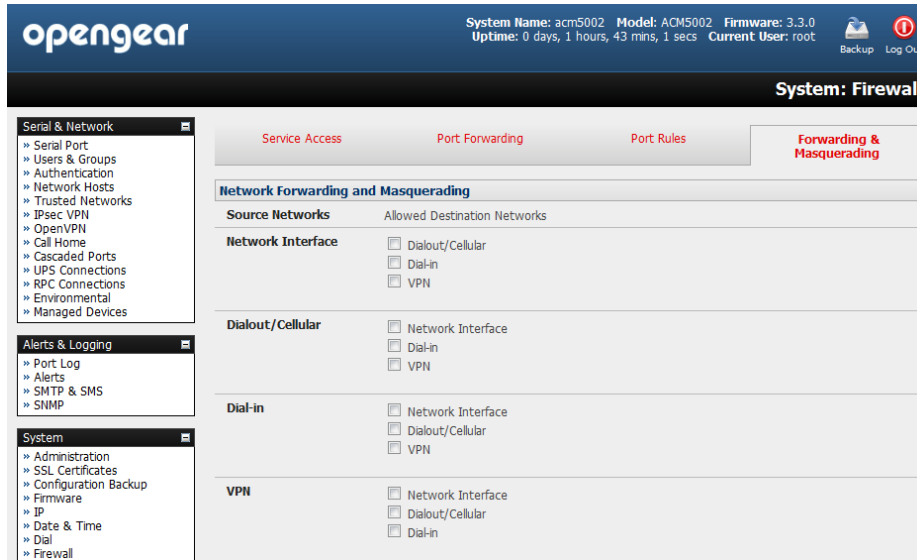 opengear
System Name: acm5002 Model: ACM5002 Firmware: 3.3.0
Uptime: 0 days, 1 hours, 43 mins, 1 secs Current User: root
Backup
Log Ou
System: Firewal
Serial & Network
» Serial Port
» Users & Groups
» Authentication
» Network Hosts
» Trusted Networks
» IPsec VPN
» OpenVPN
» Call Home
» Cascaded Ports
» UPS Connections
» RPC Connections
» Environmental
» Managed Devices
Alerts & Logging
» Port Log
» Alerts
» SMTP & SMS
» SNMP
System
» Administration
» SSL Certificates
» Configuration Backup
» Firmware
» IP
» Date & Time
» Dial
» Firewall
Service Access
Port Forwarding
Port Rules
Forwarding &
Masquerading
Network Forwarding and Masquerading
Source Networks Allowed Destination Networks
Network Interface Dialout/Cellular
Dial-in
VPN
Dialout/Cellular Network Interface
Dial-in
VPN
Dial-in Network Interface
Dialout/Cellular
VPN
VPN Network Interface
Dialout/Cellular
Dial-in